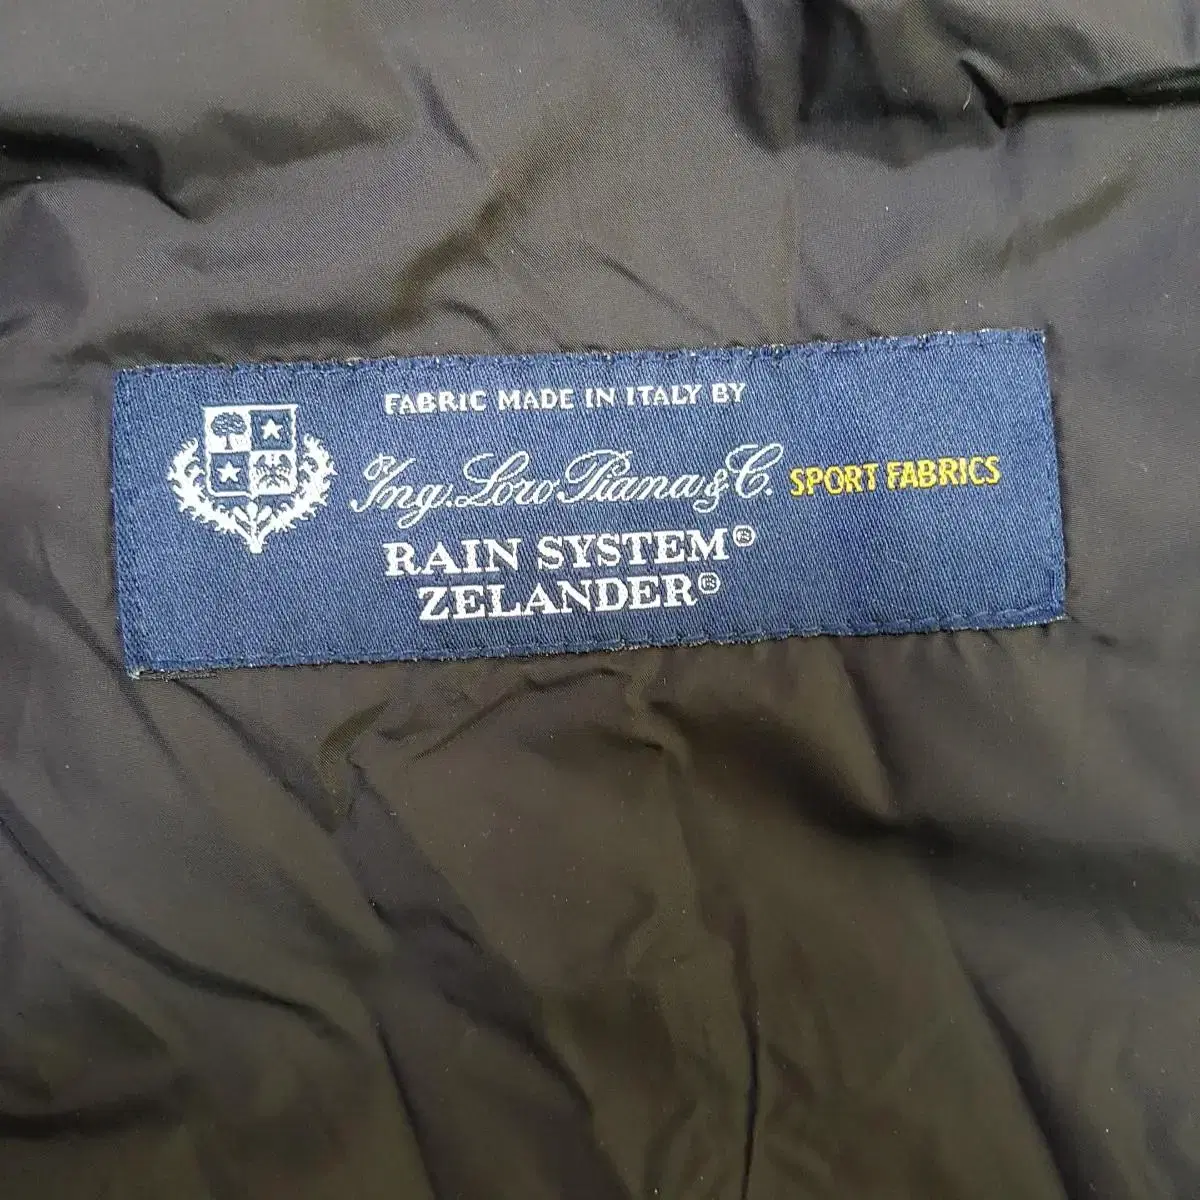 FABRIC MADE IN ITALY BY
Ing. Loro Piana & C. SPORT FABRICS
RAIN SYSTEM®
ZELANDER®